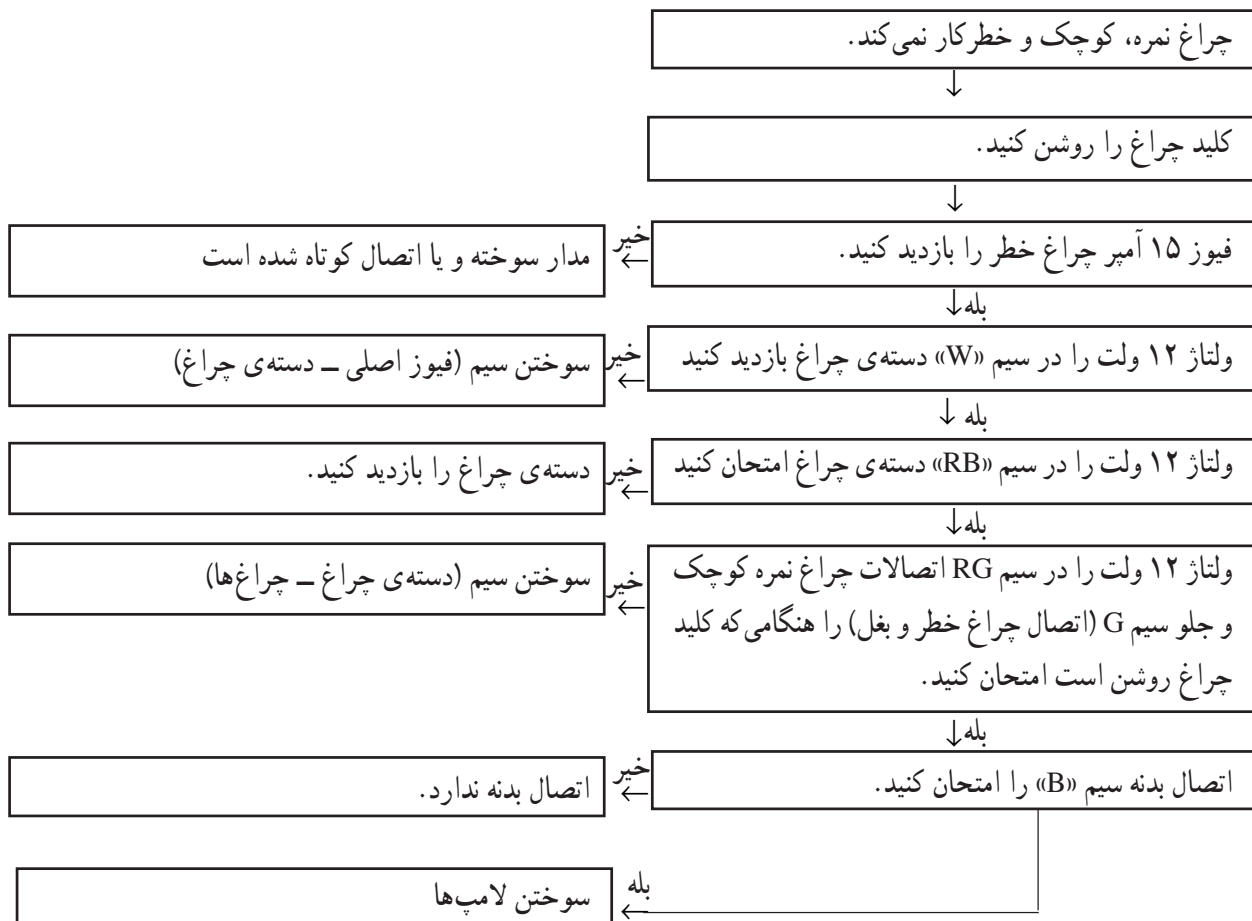 چراغ نمره، کوچک و خطرکار نمی‌کند.
کلید چراغ را روشن کنید.
فیوز ۱۵ آمپر چراغ خطر را بازدید کنید.
خیر
مدار سوخته و یا اتصال کوتاه شده است
بله
ولتاژ ۱۲ ولت را در سیم «W» دسته‌ی چراغ بازدید کنید
خیر
سوختن سیم (فیوز اصلی ــ دسته‌ی چراغ)
بله
ولتاژ ۱۲ ولت را در سیم «RB» دسته‌ی چراغ امتحان کنید
خیر
دسته‌ی چراغ را بازدید کنید.
بله
ولتاژ ۱۲ ولت را در سیم RG اتصالات چراغ نمره کوچک
و جلو سیم G (اتصال چراغ خطر و بغل) را هنگامی‌که کلید
چراغ روشن است امتحان کنید.
خیر
سوختن سیم (دسته‌ی چراغ ــ چراغ‌ها)
بله
اتصال بدنه سیم «B» را امتحان کنید.
خیر
اتصال بدنه ندارد.
بله
سوختن لامپ‌ها